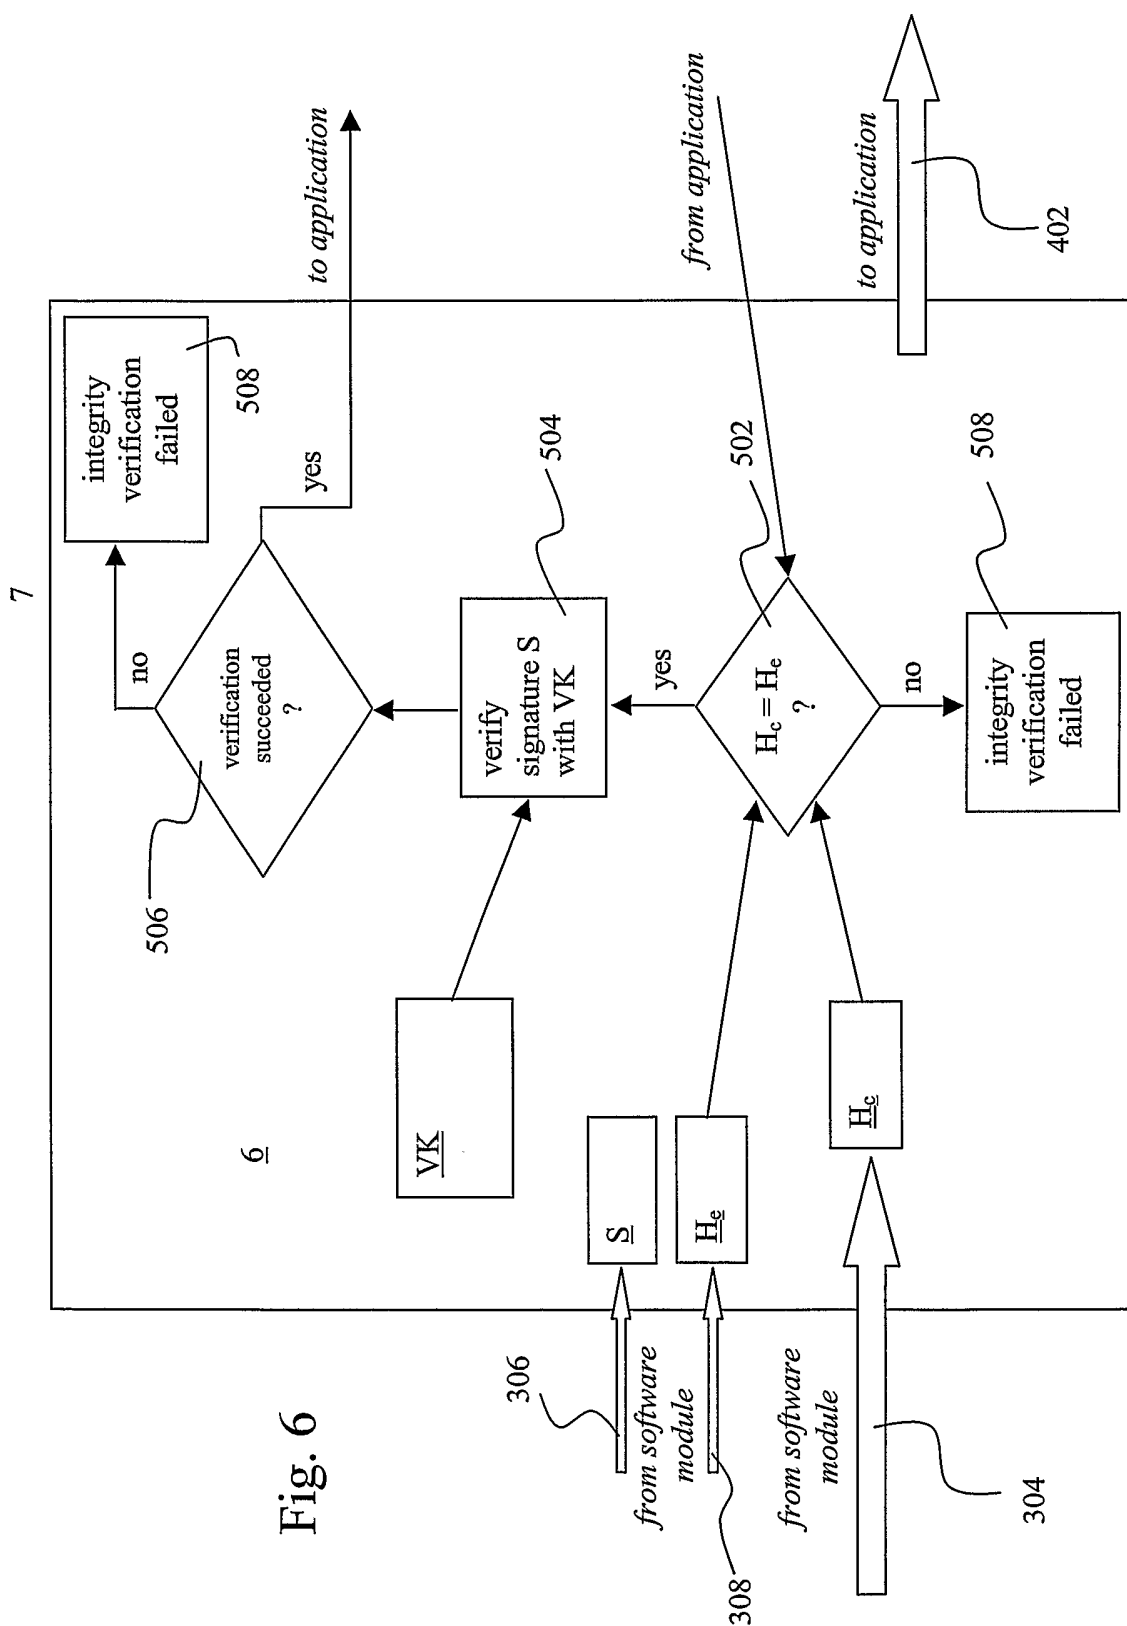 7
Fig. 6
6
integrity
verification
failed
508
to application
yes
no
verification
succeeded
?
506
504
verify
signature S
with VK
VK
yes
from application
502
H_c = H_e
?
no
508
integrity
verification
failed
to application
402
S
H_e
H_c
306
from software
module
308
from software
module
304